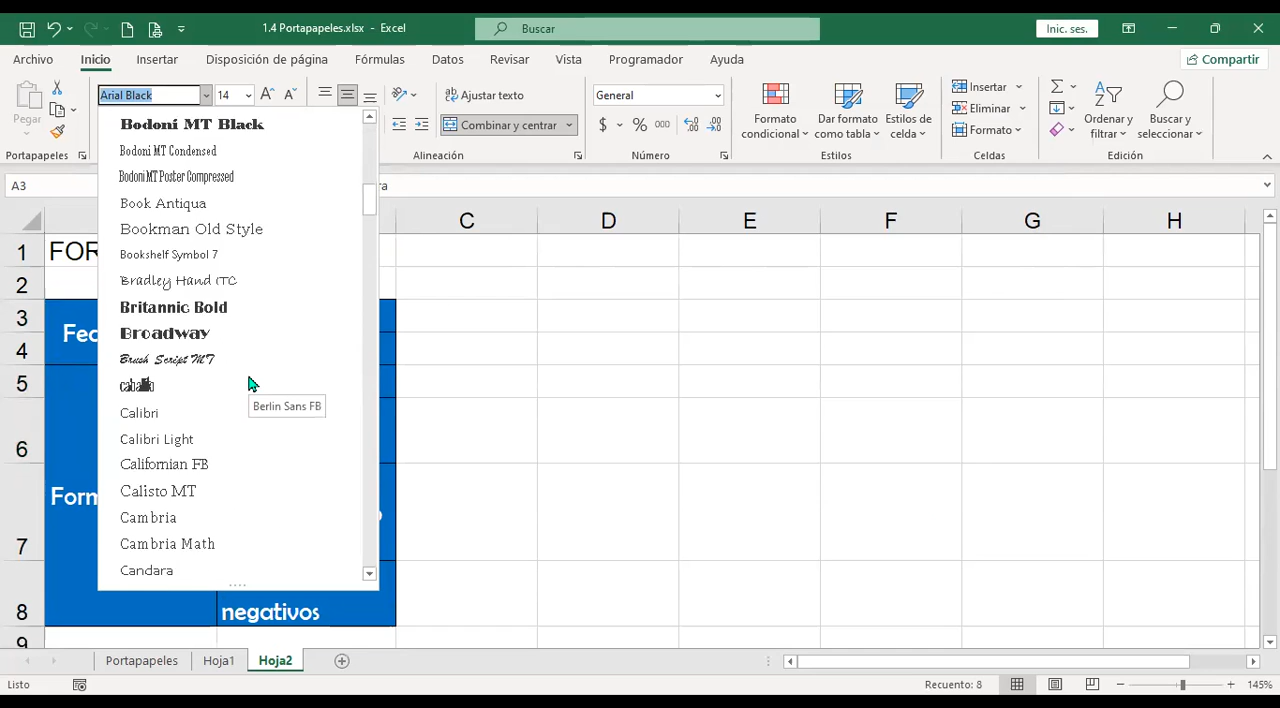 1.4 Portapapeles.xlsx - Excel
Buscar
Inic. ses.
Archivo Inicio Insertar Disposición de página Fórmulas Datos Revisar Vista Programador Ayuda Compartir
Pegar
Portapapeles
Arial Black 14
Ajustar texto
Combinar y centrar
Alineación
General
$ % 000
Número
Formato condicional
Dar formato como tabla
Estilos de celda
Estilos
Insertar
Eliminar
Formato
Celdas
Ordenar y filtrar
Buscar y seleccionar
Edición
A3
Bodoni MT Black
Bodoni MT Condensed
Bodoni MT Poster Compressed
Book Antiqua
Bookman Old Style
Bookshelf Symbol 7
Bradley Hand ITC
Britannic Bold
Broadway
Brush Script MT
Calibri
Calibri Light
Californian FB
Calisto MT
Cambria
Cambria Math
Candara
Berlin Sans FB
C D E F G H
1 FOR
2
3
4 Fec
5
6
7 Form
8 negativos
9
Portapapeles Hoja1 Hoja2
Listo
Recuento: 8
145%